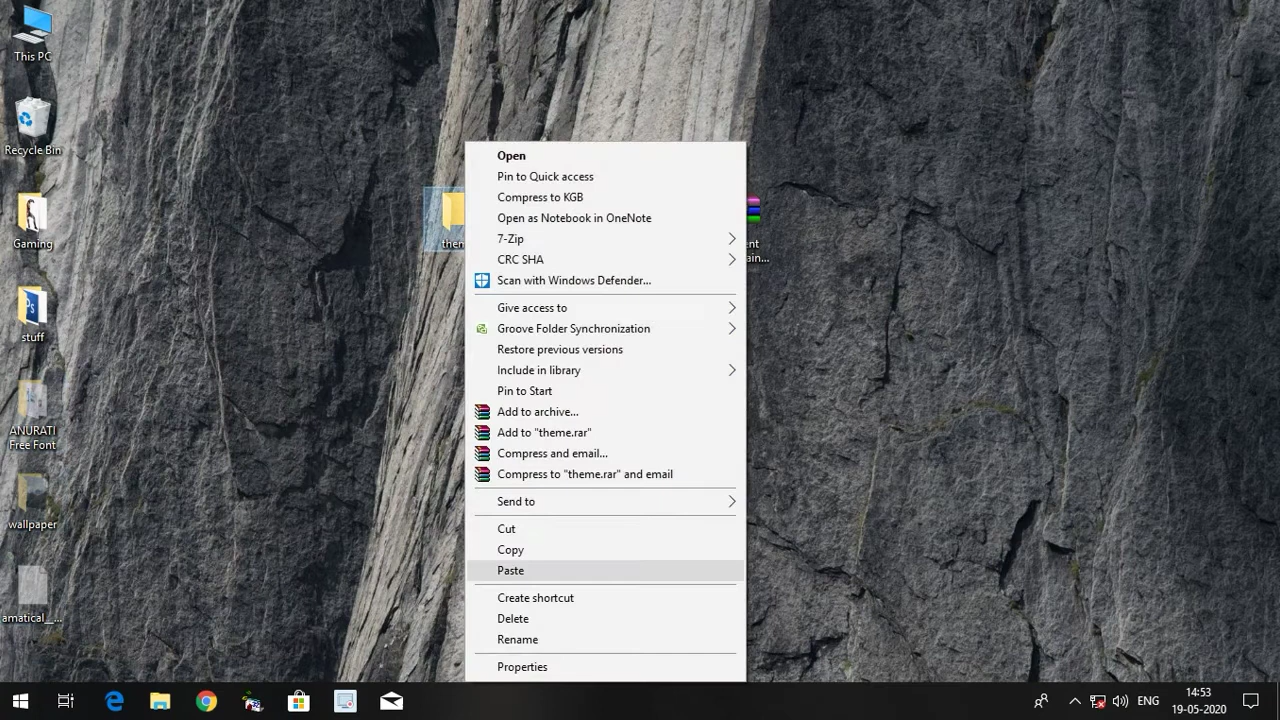 This PC
Recycle Bin
Gaming
stuff
ANURATI
Free Font
wallpaper
amatical__...
them
ent
ain...
Open
Pin to Quick access
Compress to KGB
Open as Notebook in OneNote
7-Zip
CRC SHA
Scan with Windows Defender...
Give access to
Groove Folder Synchronization
Restore previous versions
Include in library
Pin to Start
Add to archive...
Add to "theme.rar"
Compress and email...
Compress to "theme.rar" and email
Send to
Cut
Copy
Paste
Create shortcut
Delete
Rename
Properties
ENG
14:53
19-05-2020